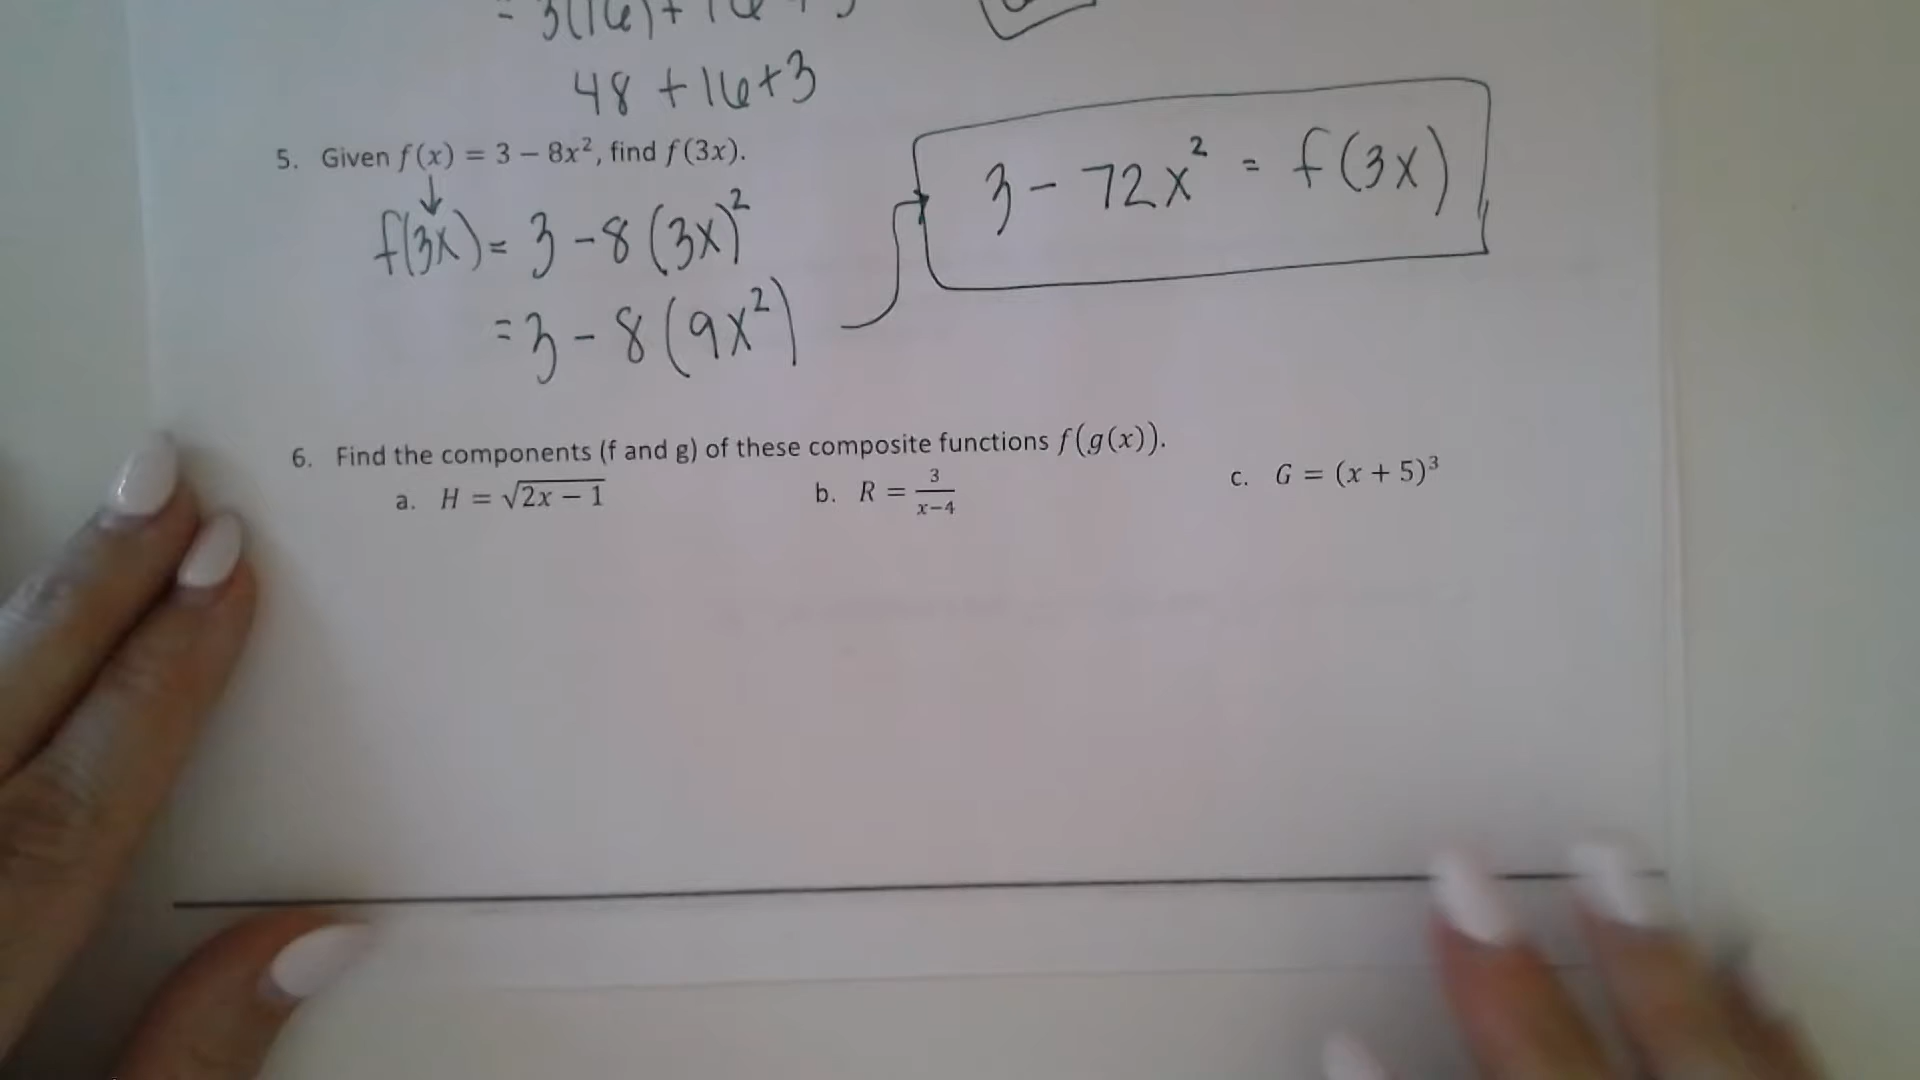 48 + 16 + 3
5. Given f(x) = 3 − 8x², find f(3x).
f(3x) = 3 − 8(3x)²
= 3 − 8(9x²)
3 − 72x² = f(3x)
6. Find the components (f and g) of these composite functions f(g(x)).
a. H = √(2x − 1)
b. R = 3/(x−4)
c. G = (x + 5)³